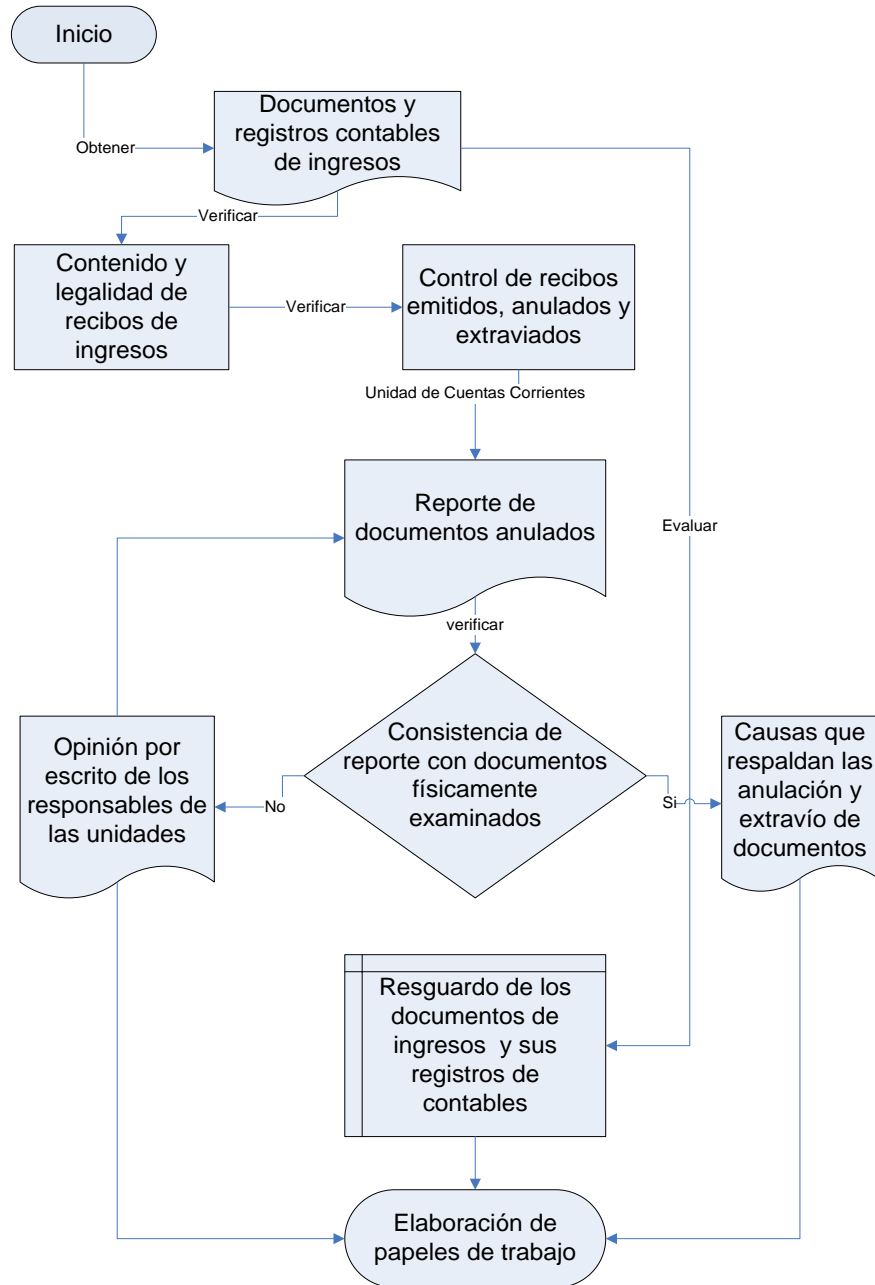 Inicio
Obtener
Documentos y
registros contables
de ingresos
Verificar
Contenido y
legalidad de
recibos de
ingresos
Verificar
Control de recibos
emitidos, anulados y
extraviados
Unidad de Cuentas Corrientes
Reporte de
documentos anulados
Evaluar
verificar
Consistencia de
reporte con documentos
físicamente
examinados
No
Opinión por
escrito de los
responsables de
las unidades
Si
Causas que
respaldan las
anulación y
extravío de
documentos
Resguardo de los
documentos de
ingresos y sus
registros de
contables
Elaboración de
papeles de trabajo